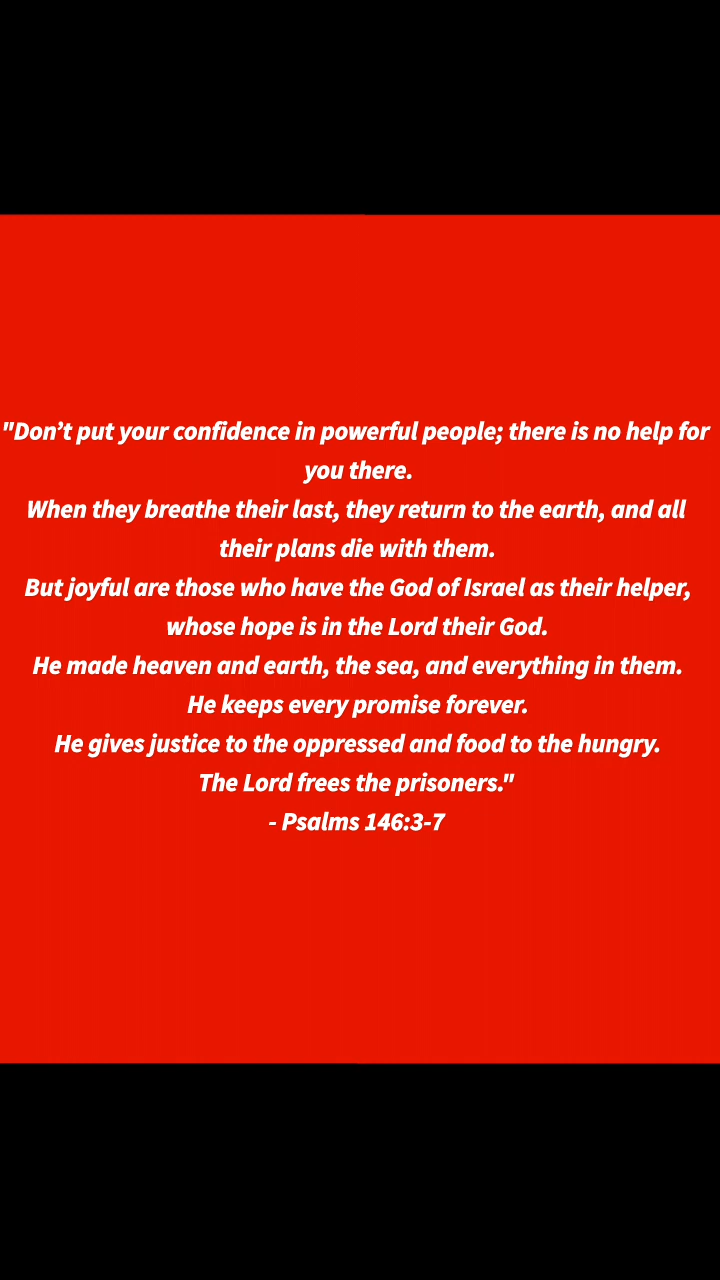 "Don’t put your confidence in powerful people; there is no help for
you there.
When they breathe their last, they return to the earth, and all
their plans die with them.
But joyful are those who have the God of Israel as their helper,
whose hope is in the Lord their God.
He made heaven and earth, the sea, and everything in them.
He keeps every promise forever.
He gives justice to the oppressed and food to the hungry.
The Lord frees the prisoners."
- Psalms 146:3-7